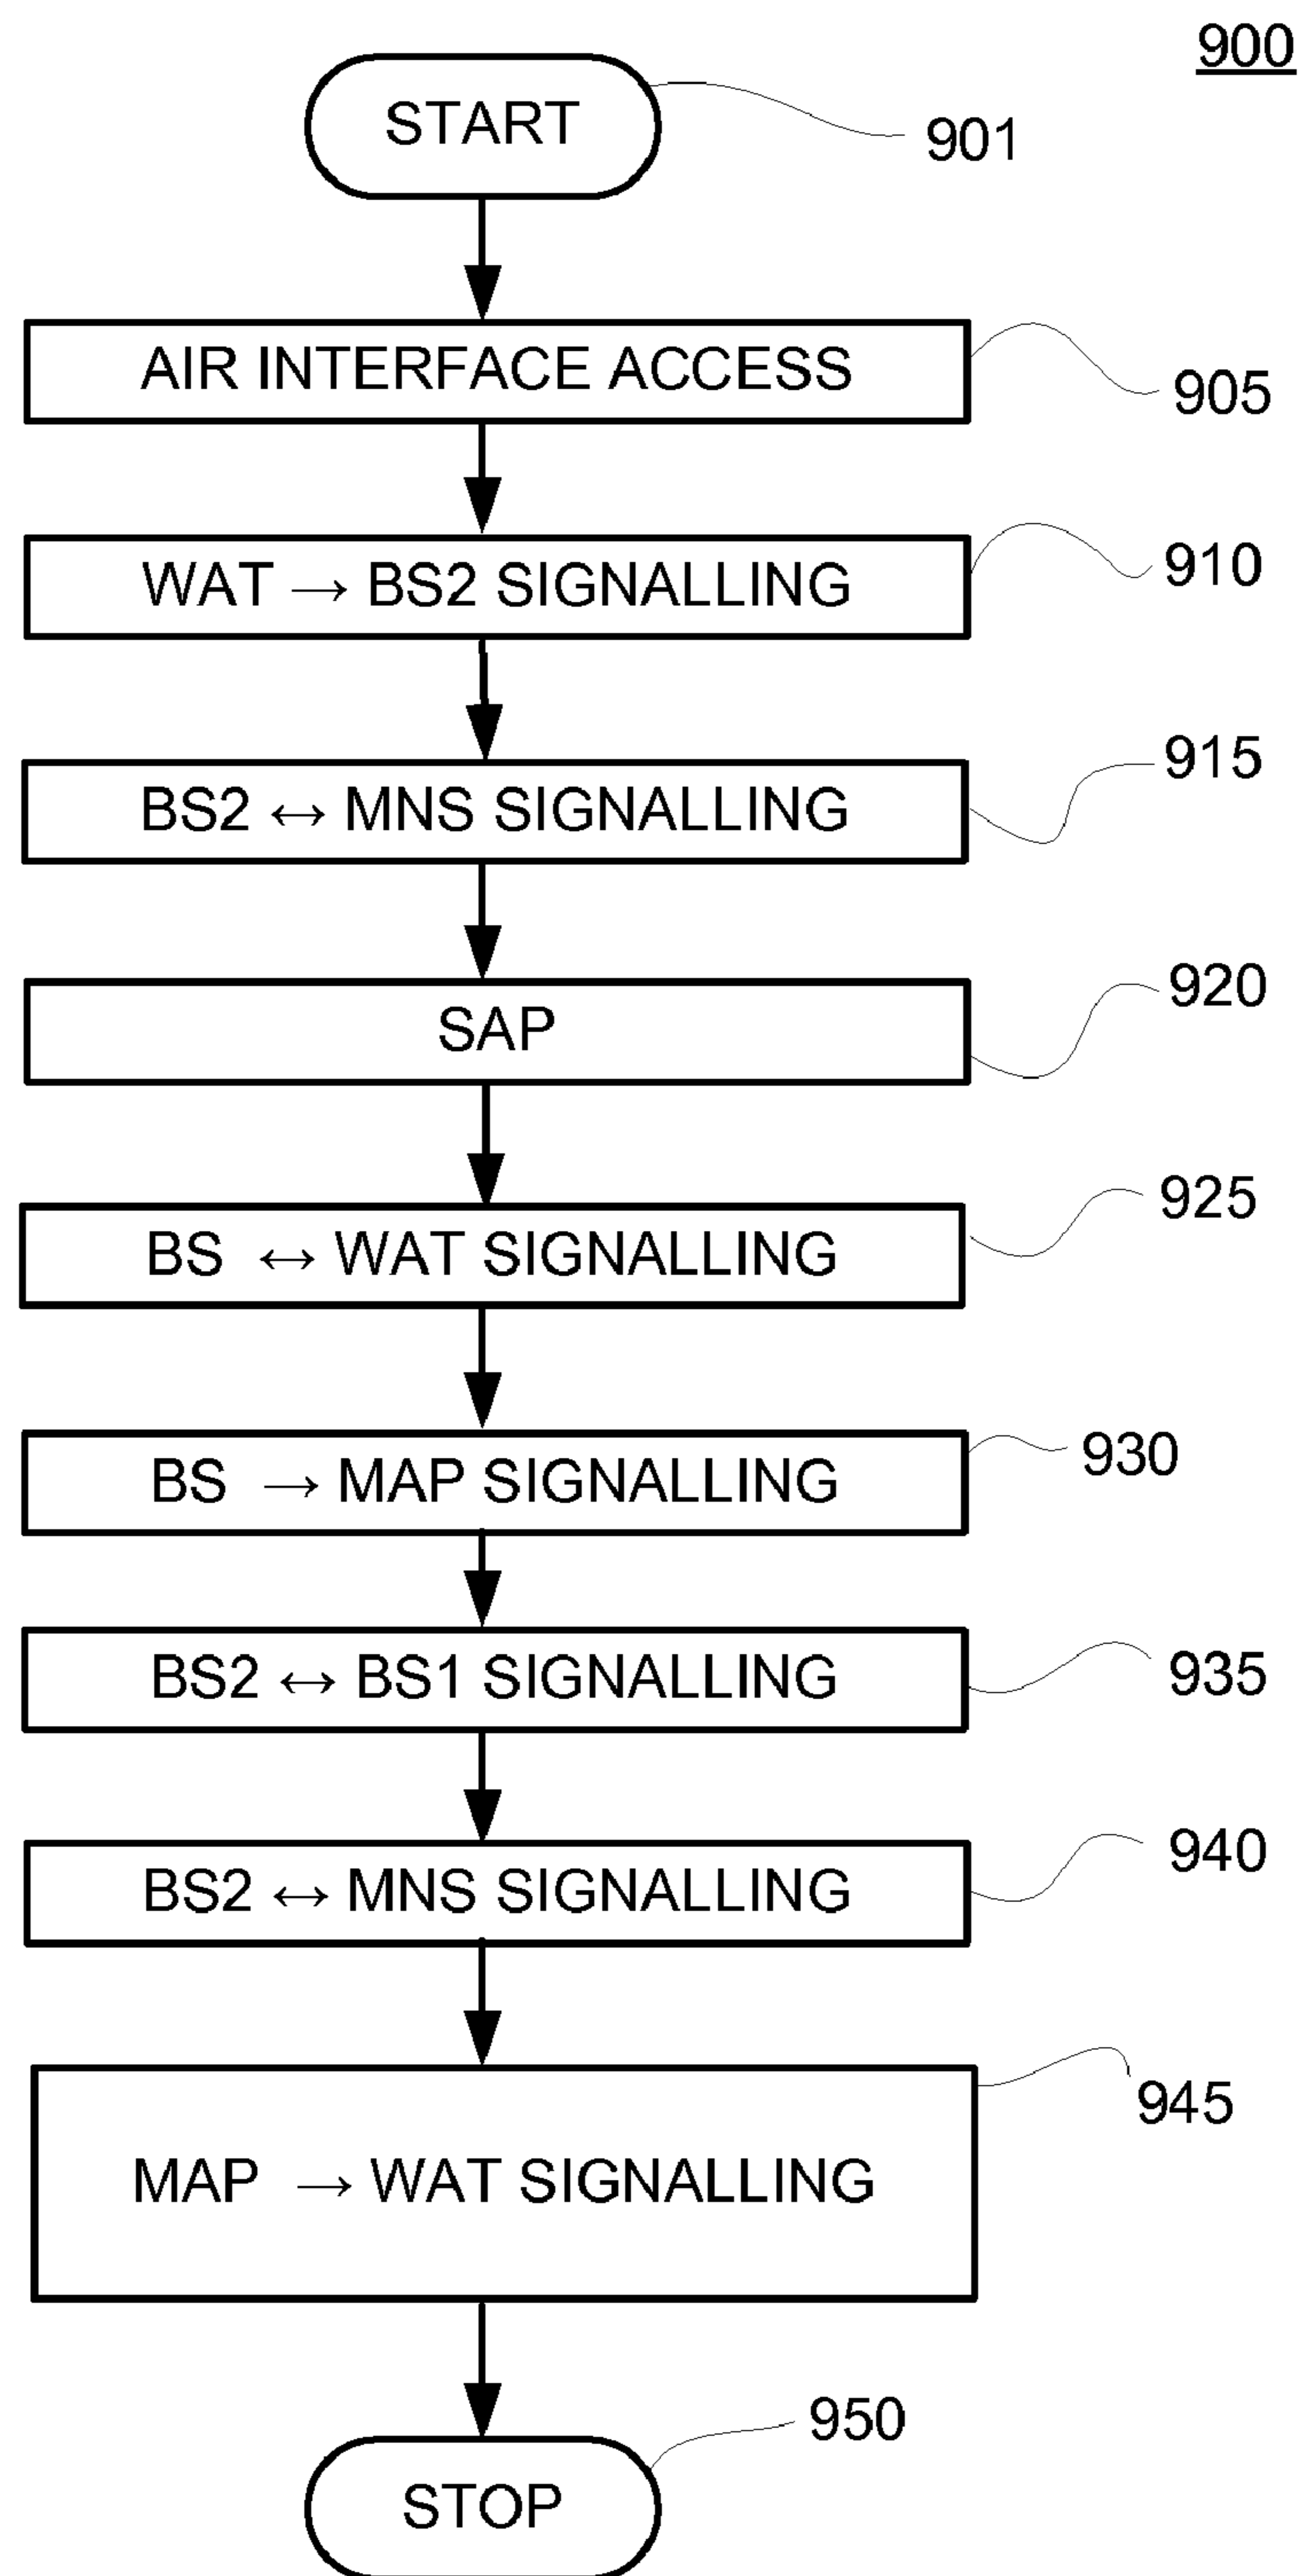 900
START
901
AIR INTERFACE ACCESS
905
WAT → BS2 SIGNALLING
910
BS2 ↔ MNS SIGNALLING
915
SAP
920
BS ↔ WAT SIGNALLING
925
BS → MAP SIGNALLING
930
BS2 ↔ BS1 SIGNALLING
935
BS2 ↔ MNS SIGNALLING
940
MAP → WAT SIGNALLING
945
STOP
950